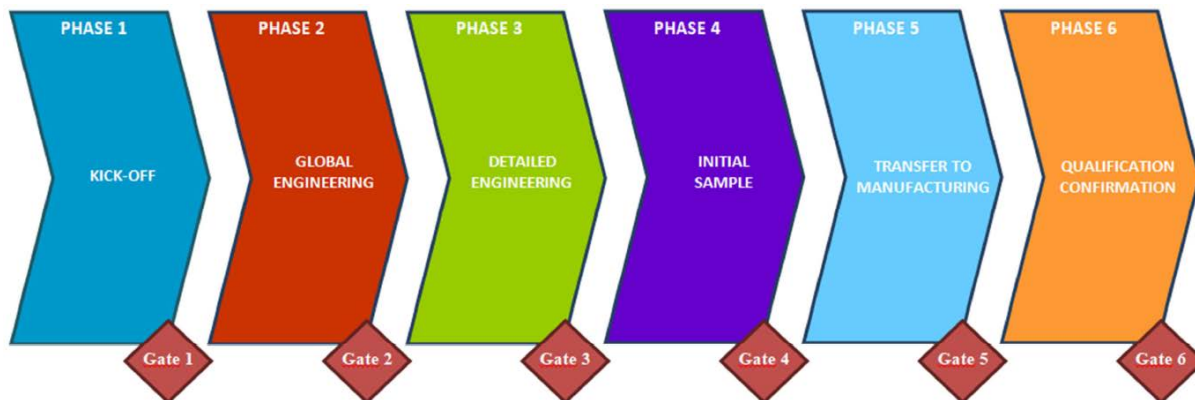 PHASE 1
KICK-OFF
PHASE 2
GLOBAL
ENGINEERING
PHASE 3
DETAILED
ENGINEERING
PHASE 4
INITIAL
SAMPLE
PHASE 5
TRANSFER TO
MANUFACTURING
PHASE 6
QUALIFICATION
CONFIRMATION
Gate 1
Gate 2
Gate 3
Gate 4
Gate 5
Gate 6